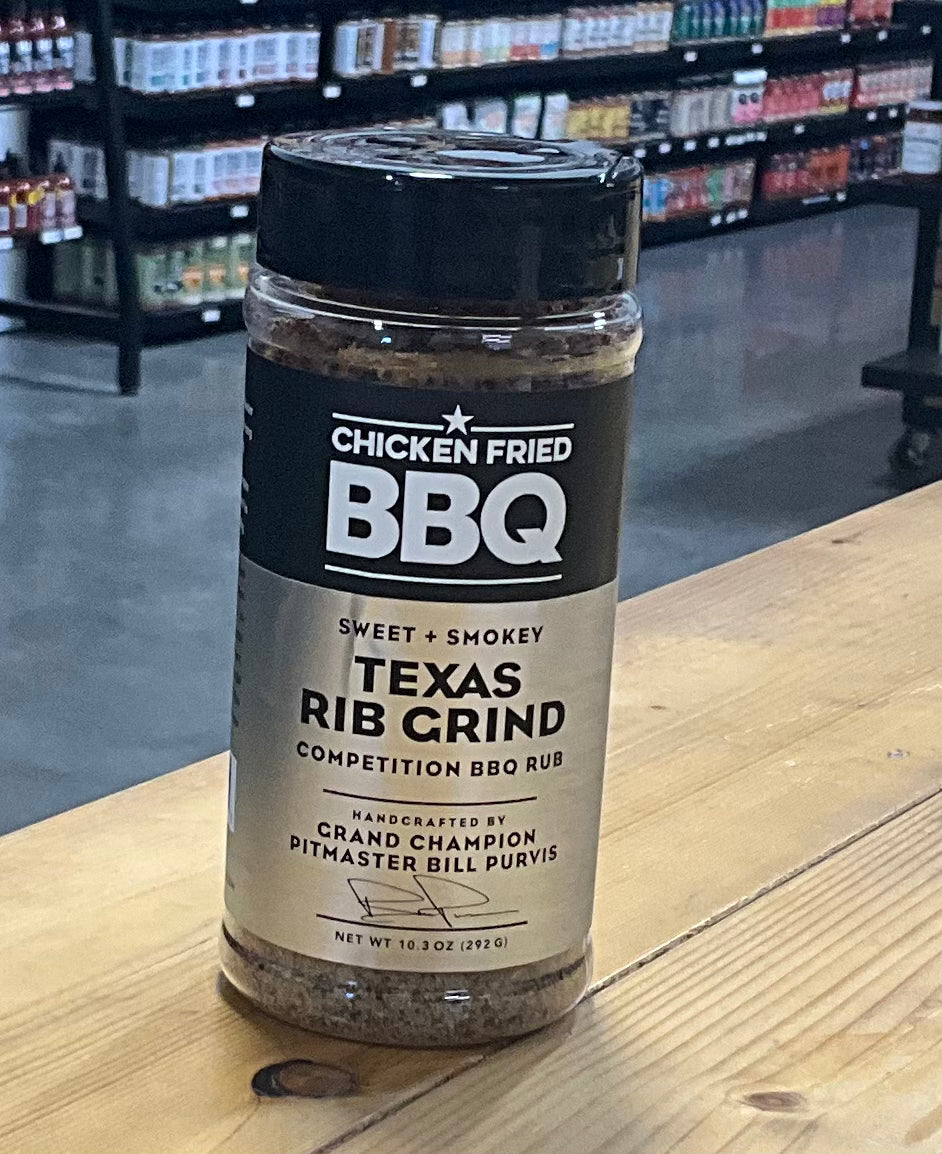 CHICKEN FRIED
BBQ
SWEET + SMOKEY
TEXAS
RIB GRIND
COMPETITION BBQ RUB
HANDCRAFTED BY
GRAND CHAMPION
PITMASTER BILL PURVIS
NET WT 10.3 OZ (292 G)